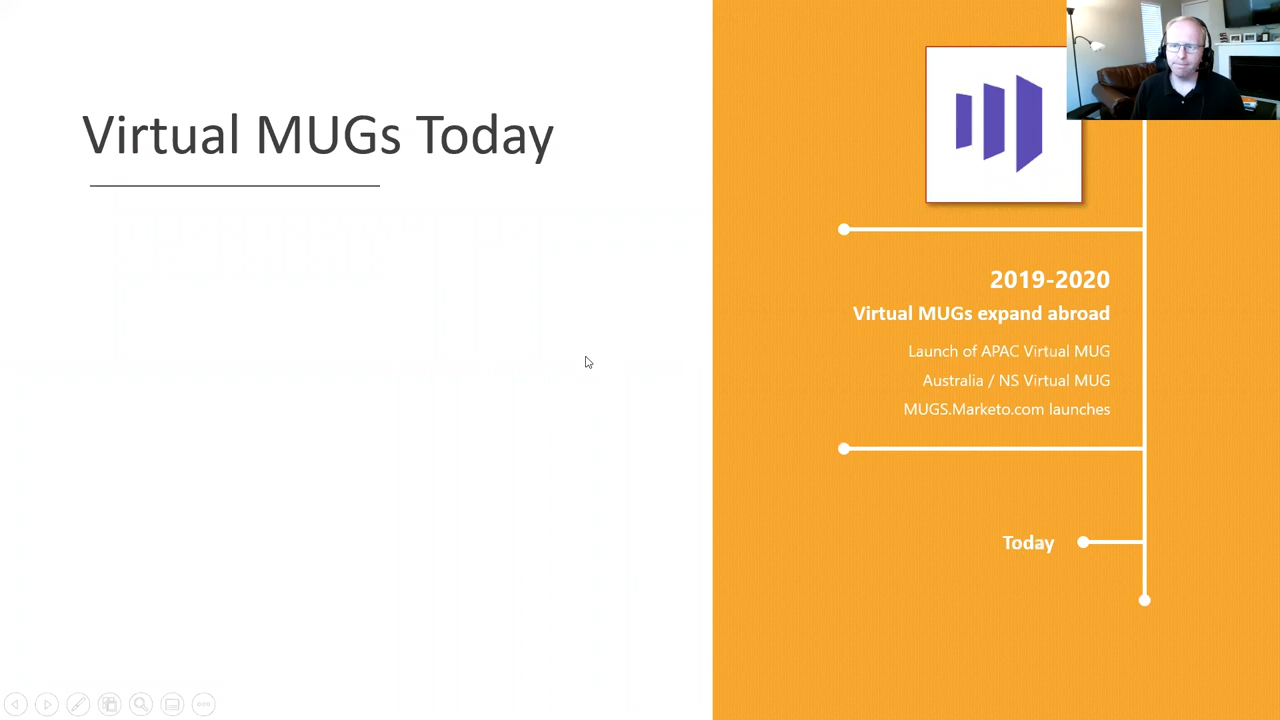 Virtual MUGs Today
2019-2020
Virtual MUGs expand abroad
Launch of APAC Virtual MUG
Australia / NS Virtual MUG
MUGS.Marketo.com launches
Today